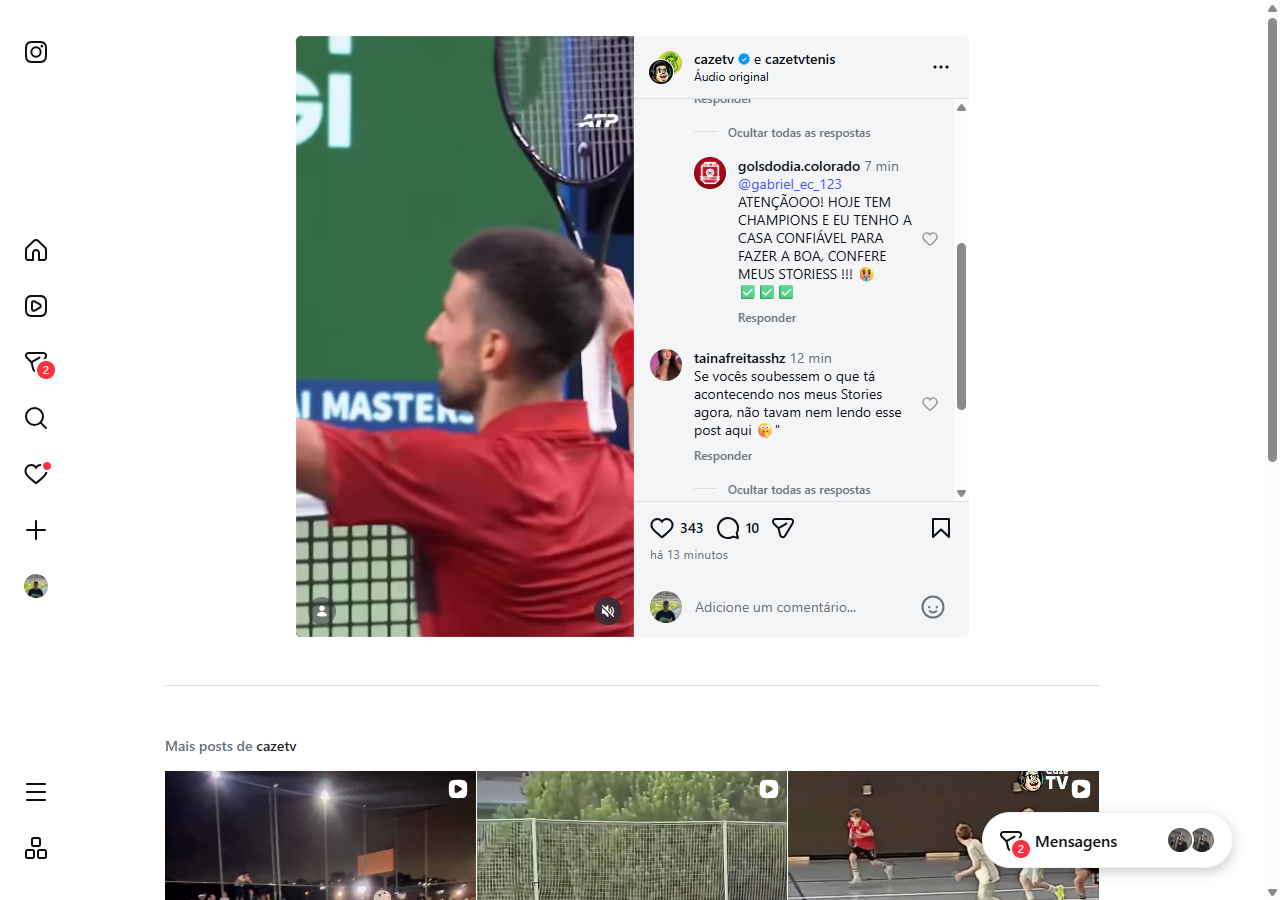 GI
ATP
AI MASTERS
cazetv e cazetvtenis
Áudio original
Responder
Ocultar todas as respostas
golsdodia.colorado 7 min
@gabriel_ec_123
ATENÇÃOOO! HOJE TEM
CHAMPIONS E EU TENHO A
CASA CONFIÁVEL PARA
FAZER A BOA, CONFERE
MEUS STORIESS !!! 🤑
✅ ✅ ✅
Responder
tainafreitasshz 12 min
Se vocês soubessem o que tá
acontecendo nos meus Stories
agora, não tavam nem lendo esse
post aqui 🫣 "
Responder
Ocultar todas as respostas
343 10
há 13 minutos
Adicione um comentário...
2
Mais posts de cazetv
TV
2 Mensagens